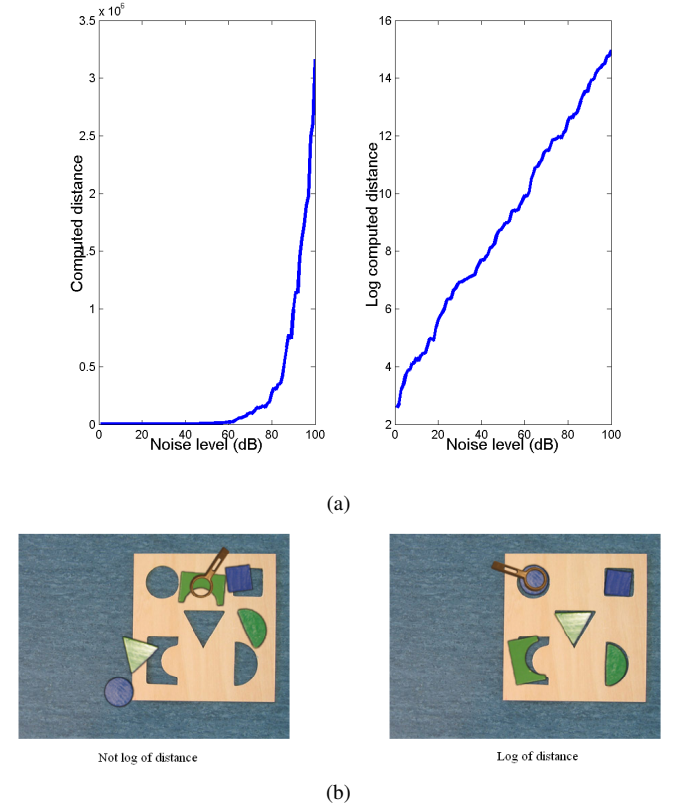 x 10^6
3.5
3
2.5
2
1.5
1
0.5
0
0 20 40 60 80 100
Computed distance
Noise level (dB)
16
14
12
10
8
6
4
2
0 20 40 60 80 100
Log computed distance
Noise level (dB)
(a)
Not log of distance
Log of distance
(b)